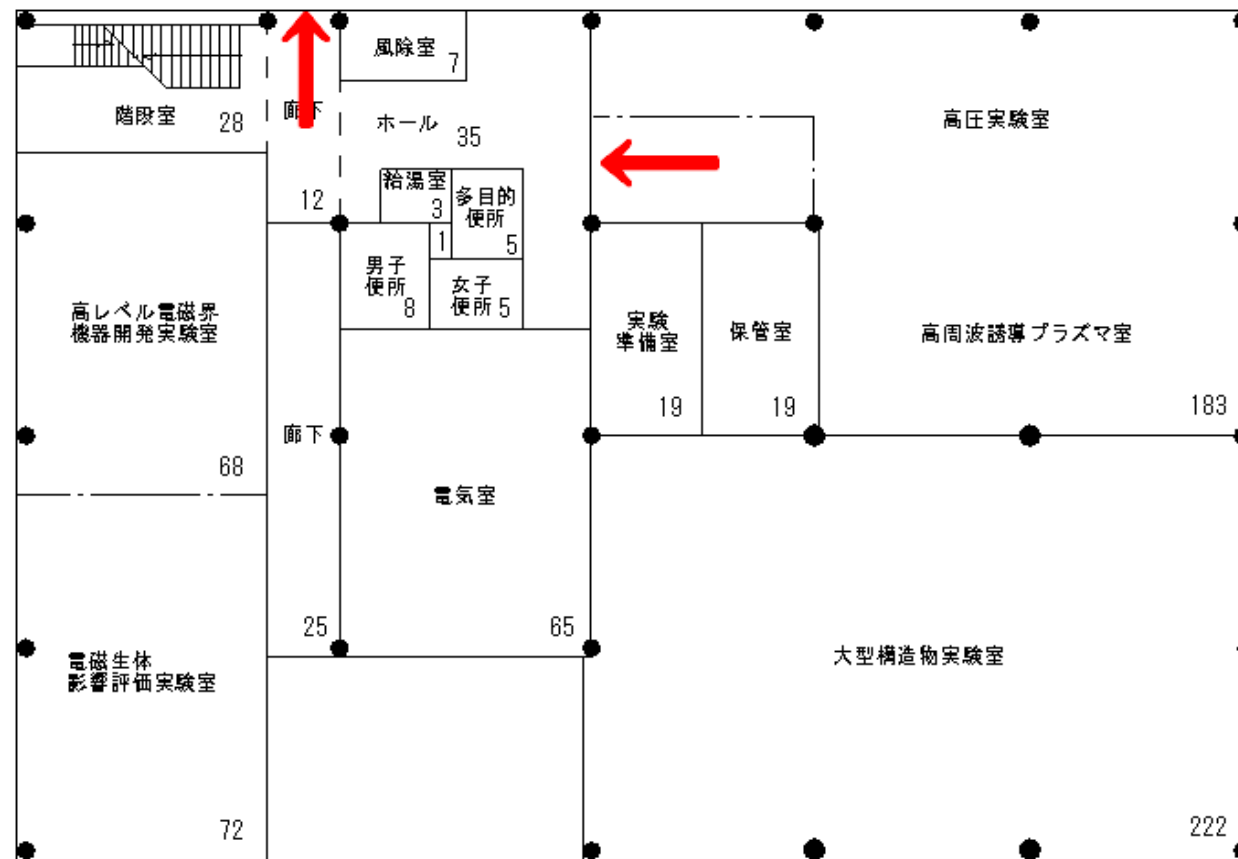 風除室
7
階段室
28
廊下
12
ホール
35
高圧実験室
給湯室
3
多目的
便所
5
1
男子
便所
8
女子
便所
5
高レベル電磁界
機器開発実験室
68
実験
準備室
19
保管室
19
高周波誘導プラズマ室
183
廊下
25
電気室
65
電磁生体
影響評価実験室
72
大型構造物実験室
222